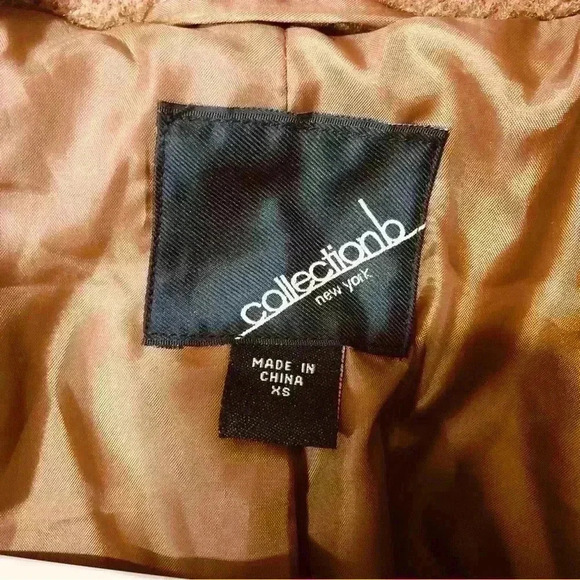 collectionb
new york
MADE IN
CHINA
XS